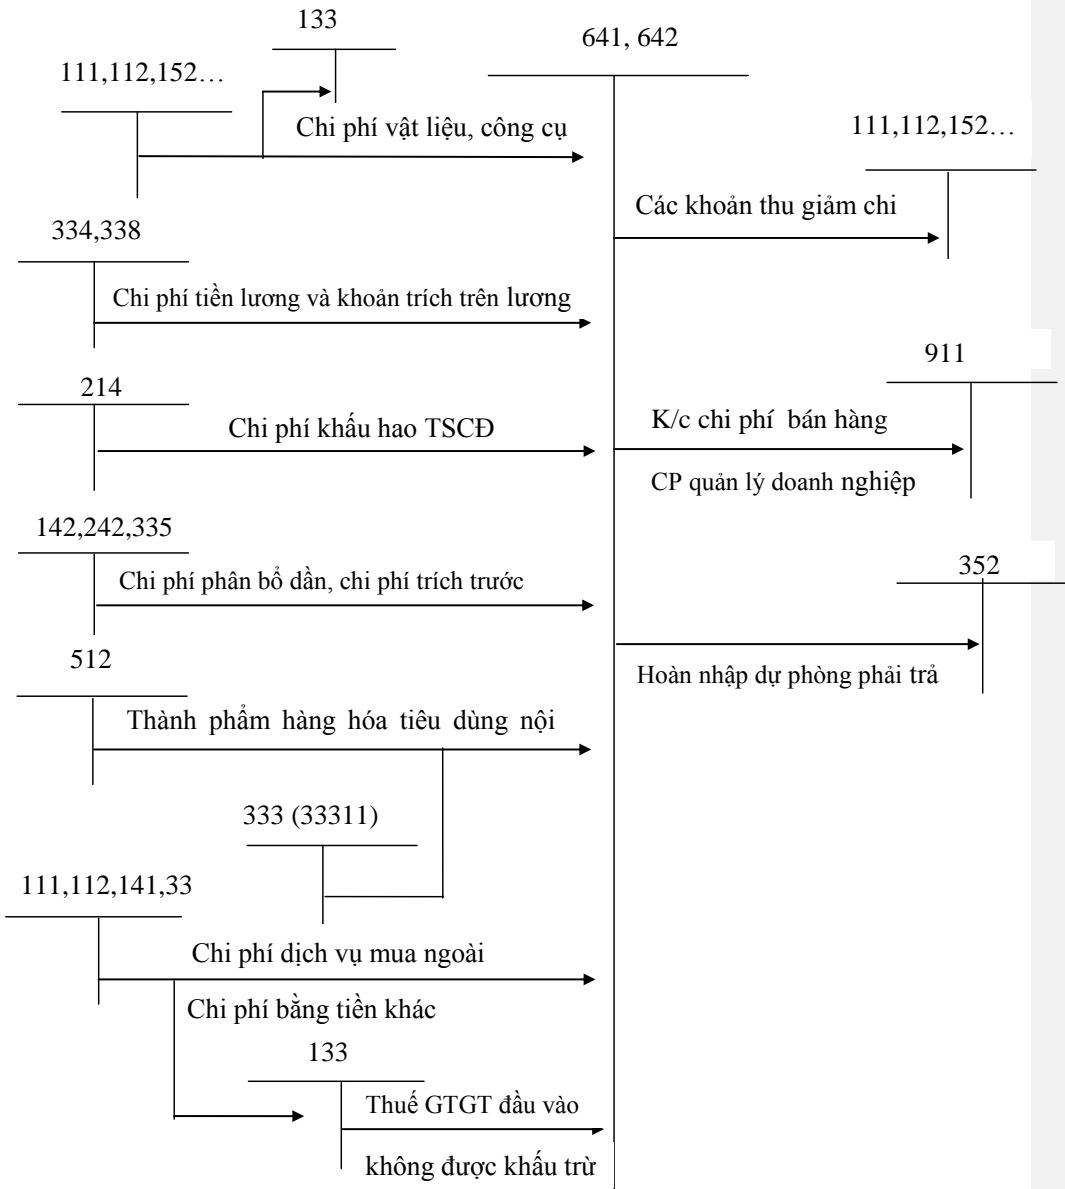 133
641, 642
111,112,152…
Chi phí vật liệu, công cụ
111,112,152…
Các khoản thu giảm chi
334,338
Chi phí tiền lương và khoản trích trên lương
911
214
Chi phí khấu hao TSCĐ
K/c chi phí bán hàng
CP quản lý doanh nghiệp
142,242,335
Chi phí phân bổ dần, chi phí trích trước
352
512
Hoàn nhập dự phòng phải trả
Thành phẩm hàng hóa tiêu dùng nội
333 (33311)
111,112,141,33
Chi phí dịch vụ mua ngoài
Chi phí bằng tiền khác
133
Thuế GTGT đầu vào
không được khấu trừ